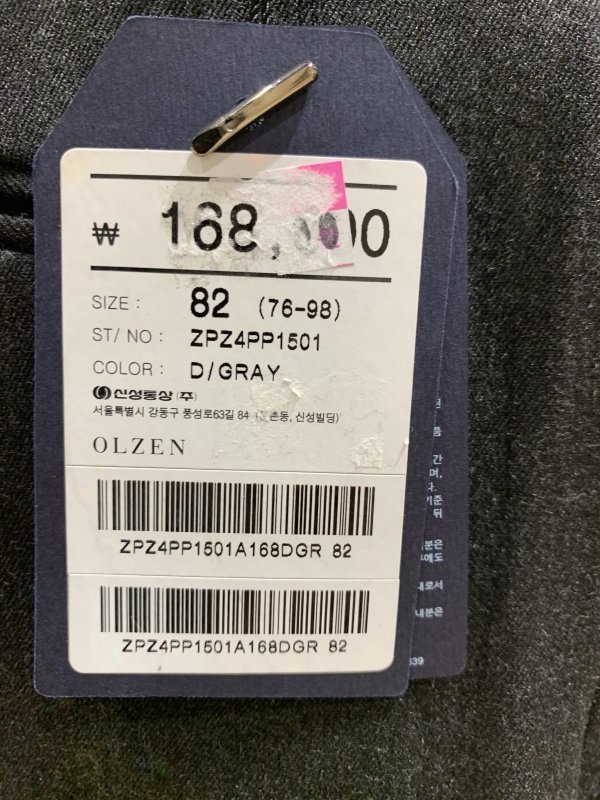 ₩ 168,000
SIZE : 82 (76-98)
ST/ NO : ZPZ4PP1501
COLOR : D/GRAY
신성통상 (주)
서울특별시 강동구 풍성로63길 84 신성빌딩)
OLZEN
ZPZ4PP1501A168DGR 82
ZPZ4PP1501A168DGR 82